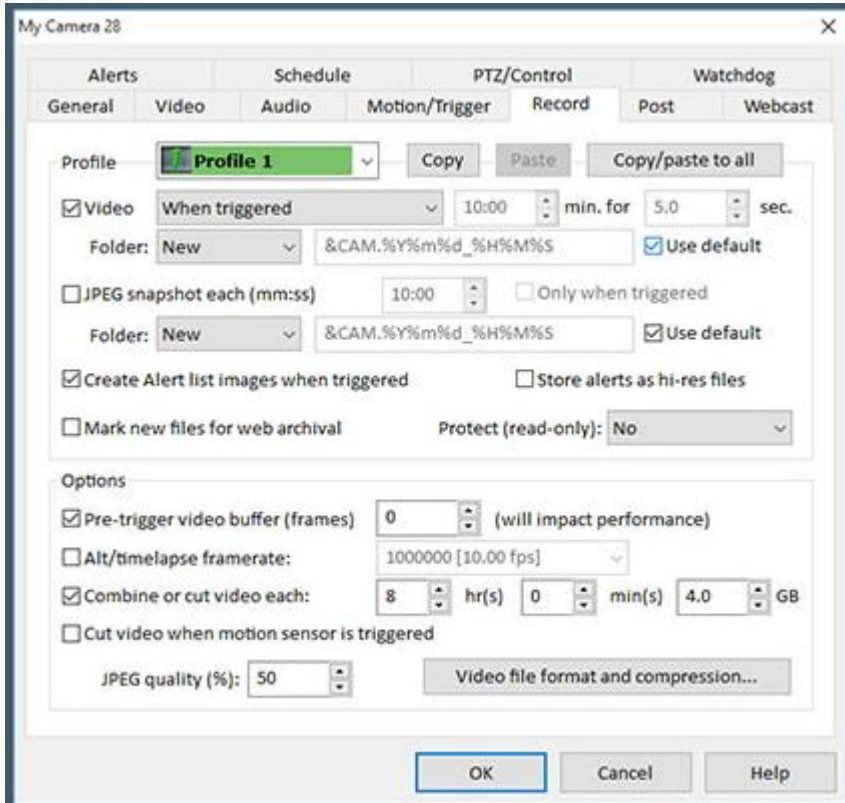 My Camera 28
Alerts Schedule PTZ/Control Watchdog
General Video Audio Motion/Trigger Record Post Webcast
Profile Profile 1 Copy Paste Copy/paste to all
Video When triggered 10:00 min. for 5.0 sec.
Folder: New &CAM.%Y%m%d_%H%M%S Use default
JPEG snapshot each (mm:ss) 10:00 Only when triggered
Folder: New &CAM.%Y%m%d_%H%M%S Use default
Create Alert list images when triggered Store alerts as hi-res files
Mark new files for web archival Protect (read-only): No
Options
Pre-trigger video buffer (frames) 0 (will impact performance)
Alt/timelapse framerate: 1000000 [10.00 fps]
Combine or cut video each: 8 hr(s) 0 min(s) 4.0 GB
Cut video when motion sensor is triggered
JPEG quality (%): 50 Video file format and compression...
OK Cancel Help